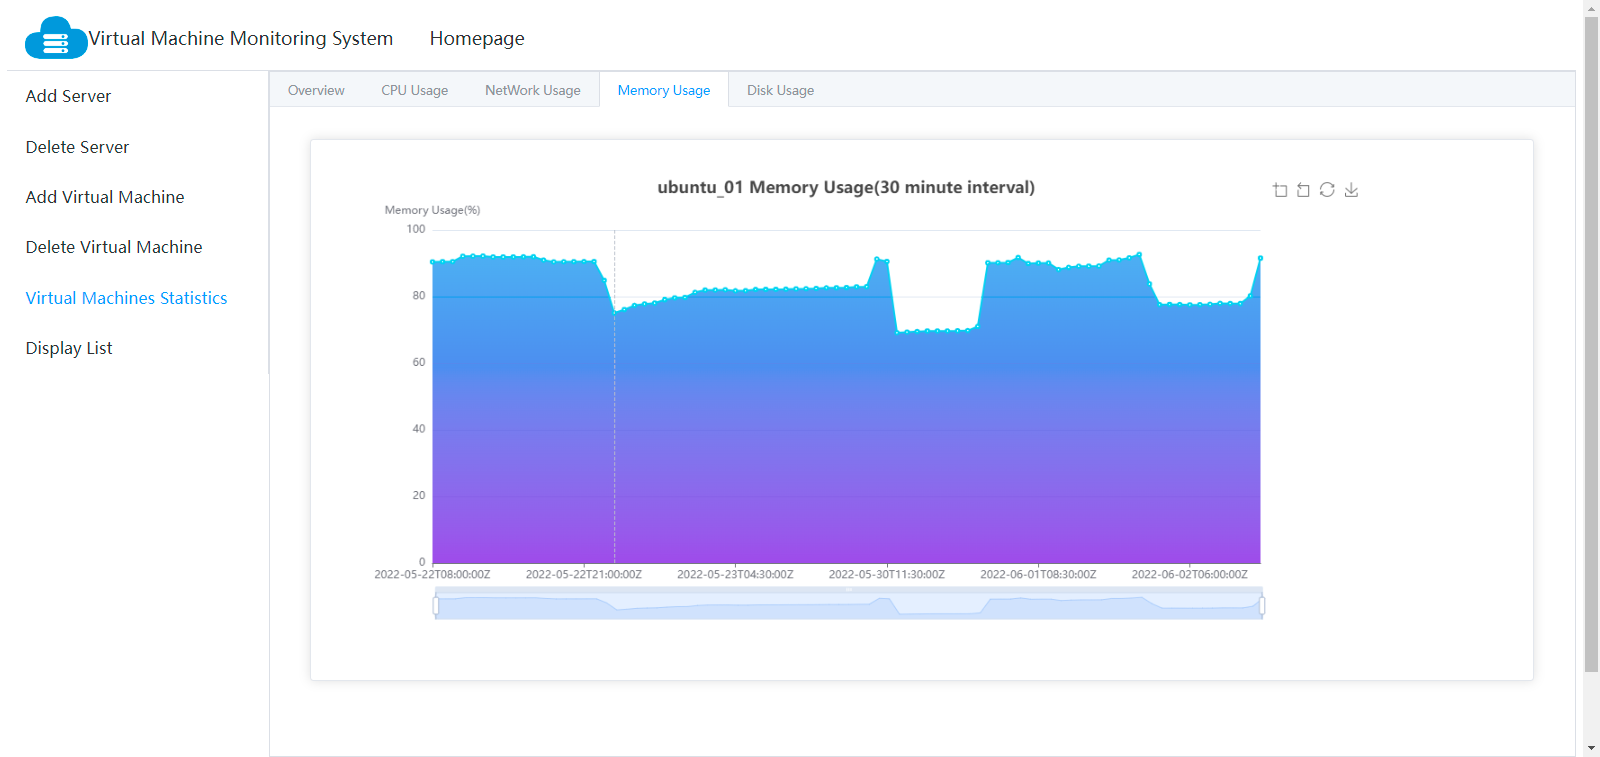 Virtual Machine Monitoring System Homepage
Add Server
Delete Server
Add Virtual Machine
Delete Virtual Machine
Virtual Machines Statistics
Display List
Overview CPU Usage NetWork Usage Memory Usage Disk Usage
ubuntu_01 Memory Usage(30 minute interval)
Memory Usage(%)
100
80
60
40
20
0
2022-05-22T08:00:00Z 2022-05-22T21:00:00Z 2022-05-23T04:30:00Z 2022-05-30T11:30:00Z 2022-06-01T08:30:00Z 2022-06-02T06:00:00Z